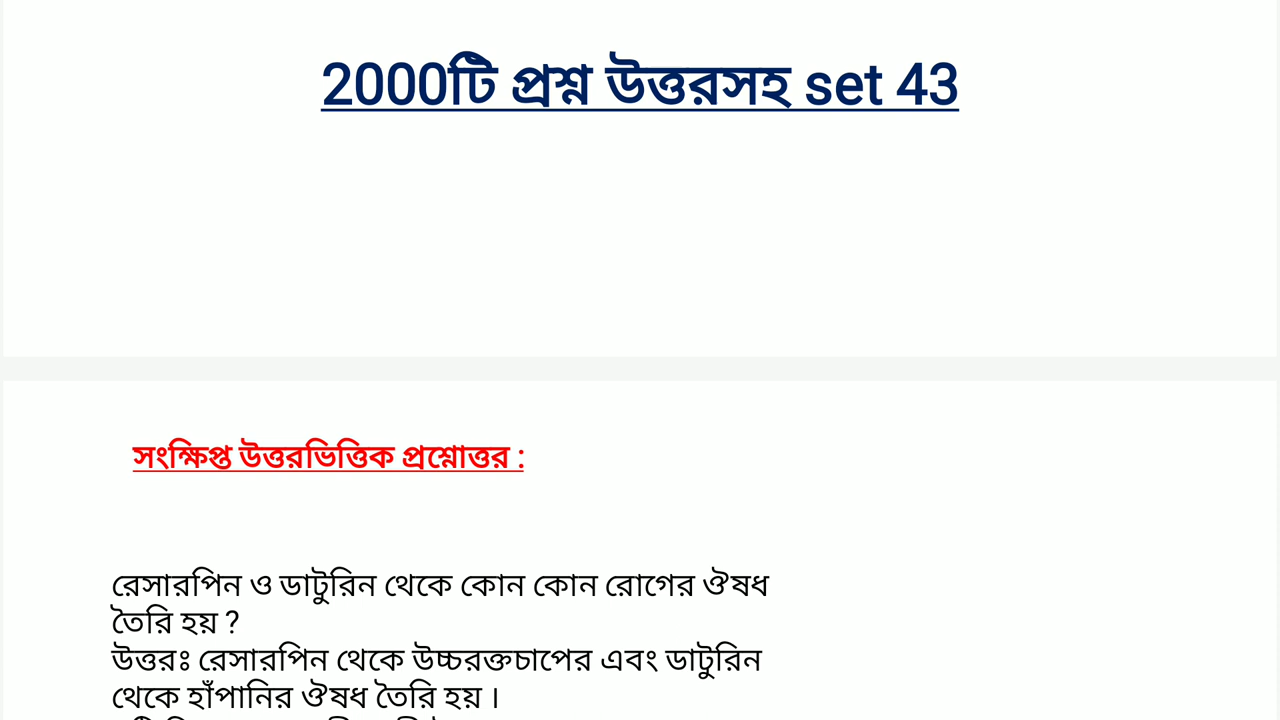 2000টি প্রশ্ন উত্তরসহ set 43
সংক্ষিপ্ত উত্তরভিত্তিক প্রশ্নোত্তর :
রেসারপিন ও ডাটুরিন থেকে কোন কোন রোগের ঔষধ
তৈরি হয় ?
উত্তরঃ রেসারপিন থেকে উচ্চরক্তচাপের এবং ডাটুরিন
থেকে হাঁপানির ঔষধ তৈরি হয় ।